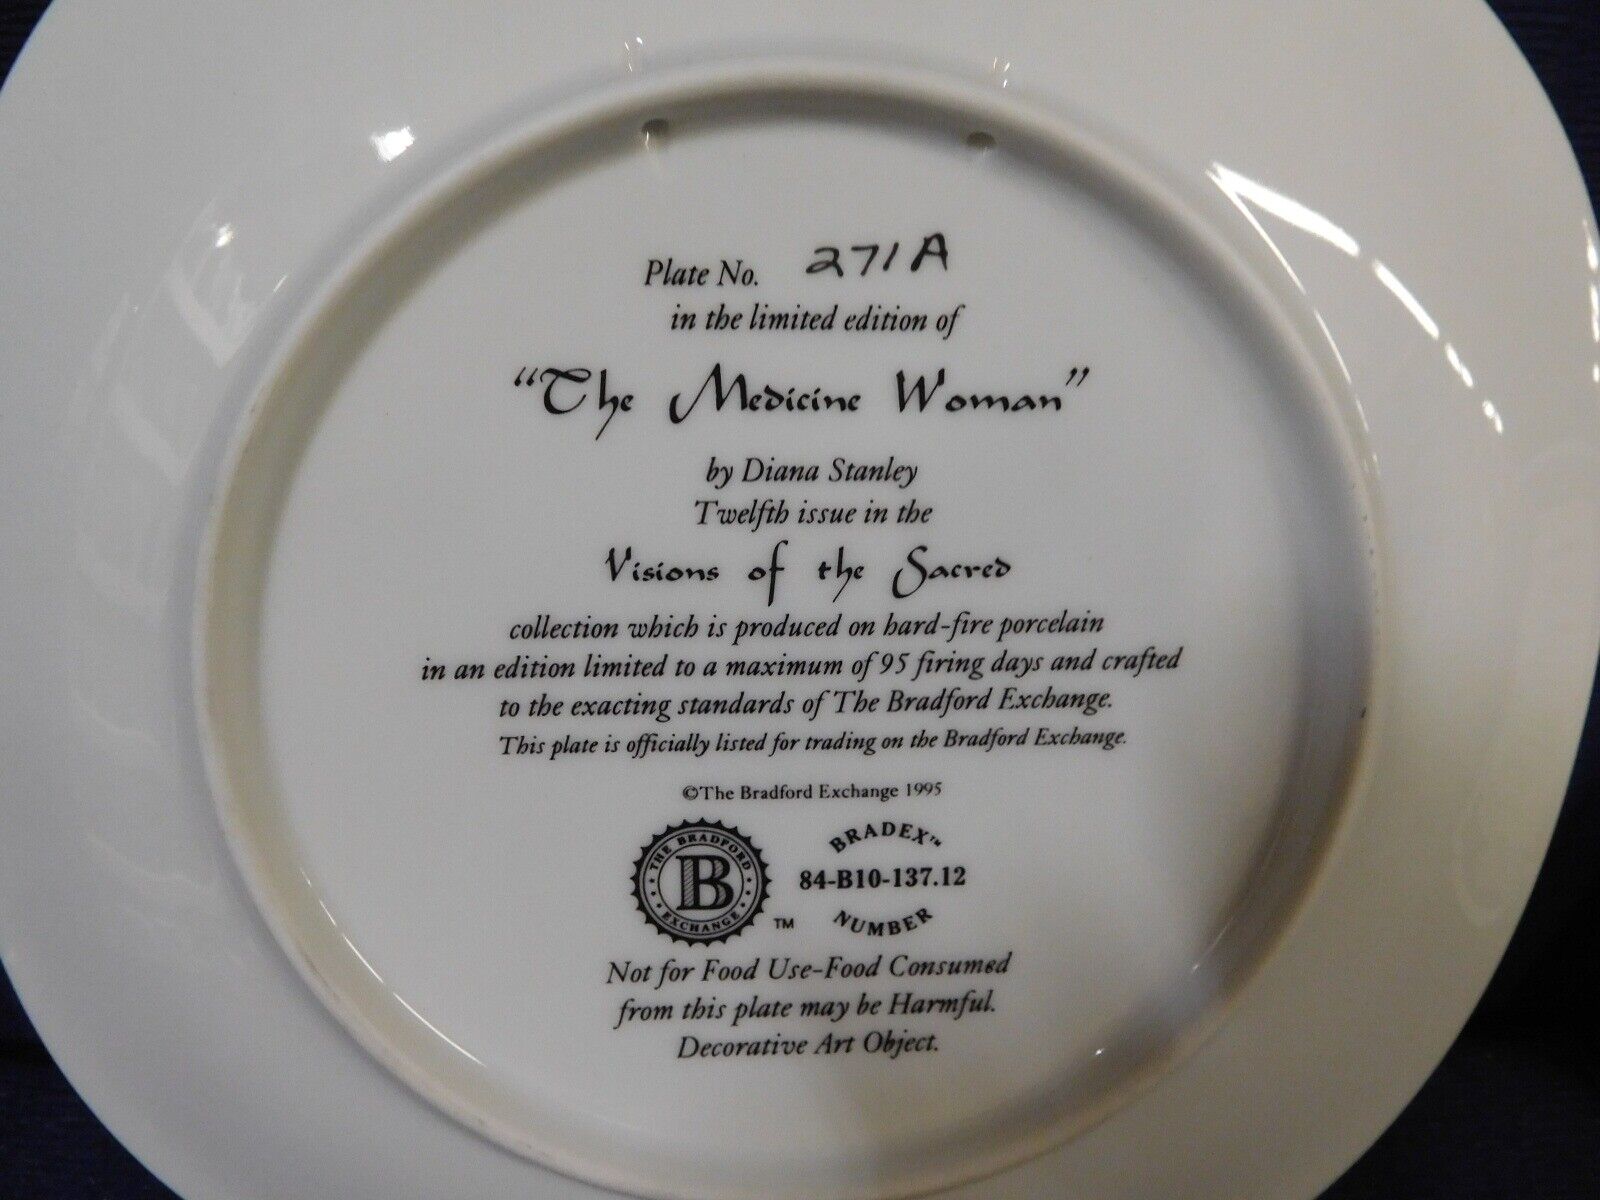 Plate No. 271A
in the limited edition of
"The Medicine Woman"
by Diana Stanley
Twelfth issue in the
Visions of the Sacred
collection which is produced on hard-fire porcelain
in an edition limited to a maximum of 95 firing days and crafted
to the exacting standards of The Bradford Exchange.
This plate is officially listed for trading on the Bradford Exchange.
©The Bradford Exchange 1995
THE BRADFORD
B
EXCHANGE
TM
BRADEX™
84-B10-137.12
NUMBER
Not for Food Use-Food Consumed
from this plate may be Harmful.
Decorative Art Object.